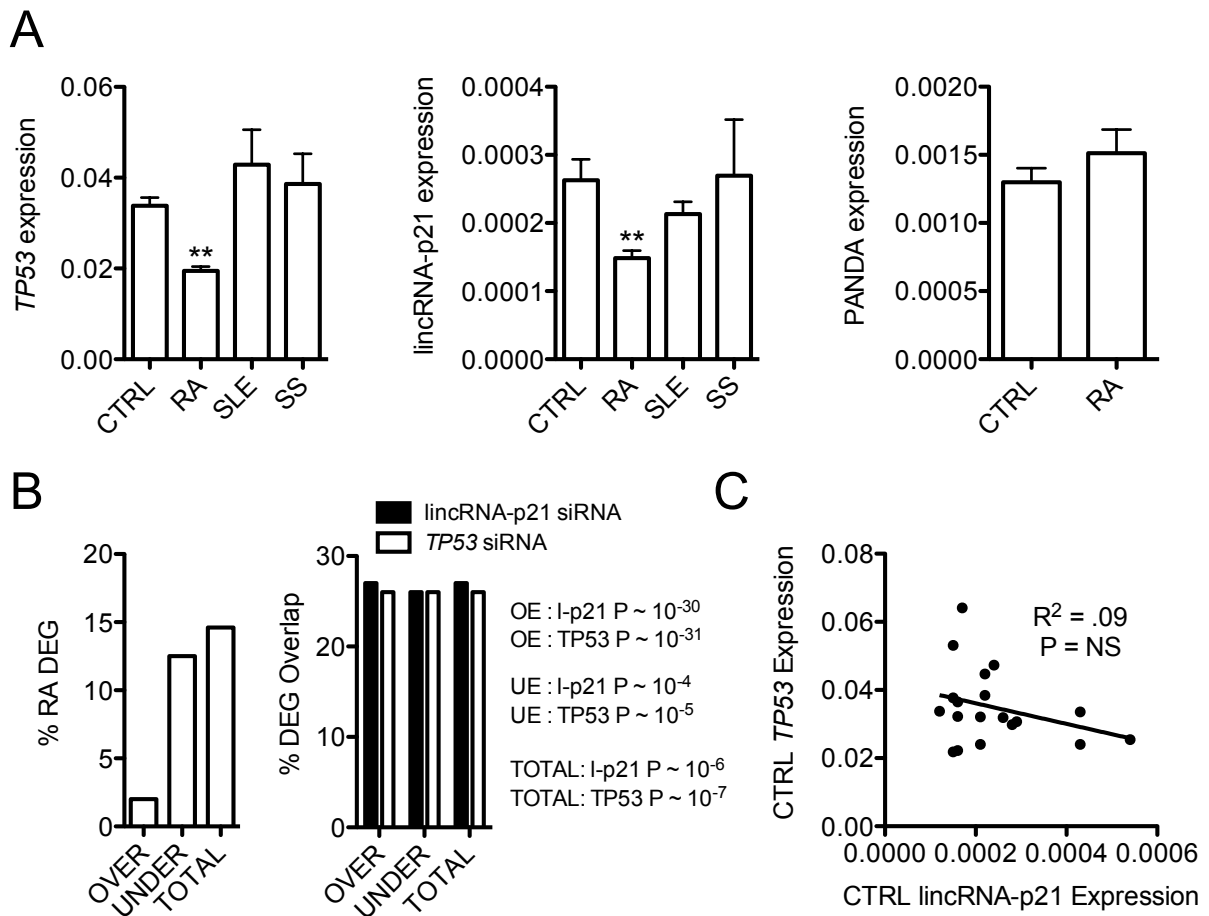 A
TP53 expression
0.06
0.04
0.02
0.00
**
CTRL
RA
SLE
SS
lincRNA-p21 expression
0.0004
0.0003
0.0002
0.0001
0.0000
**
CTRL
RA
SLE
SS
PANDA expression
0.0020
0.0015
0.0010
0.0005
0.0000
CTRL
RA
B
% RA DEG
20
15
10
5
0
OVER
UNDER
TOTAL
lincRNA-p21 siRNA
TP53 siRNA
% DEG Overlap
30
20
10
0
OVER
UNDER
TOTAL
OE : l-p21 P ~ 10-30
OE : TP53 P ~ 10-31
UE : l-p21 P ~ 10-4
UE : TP53 P ~ 10-5
TOTAL: l-p21 P ~ 10-6
TOTAL: TP53 P ~ 10-7
C
CTRL TP53 Expression
0.08
0.06
0.04
0.02
0.00
R2 = .09
P = NS
0.0000 0.0002 0.0004 0.0006
CTRL lincRNA-p21 Expression